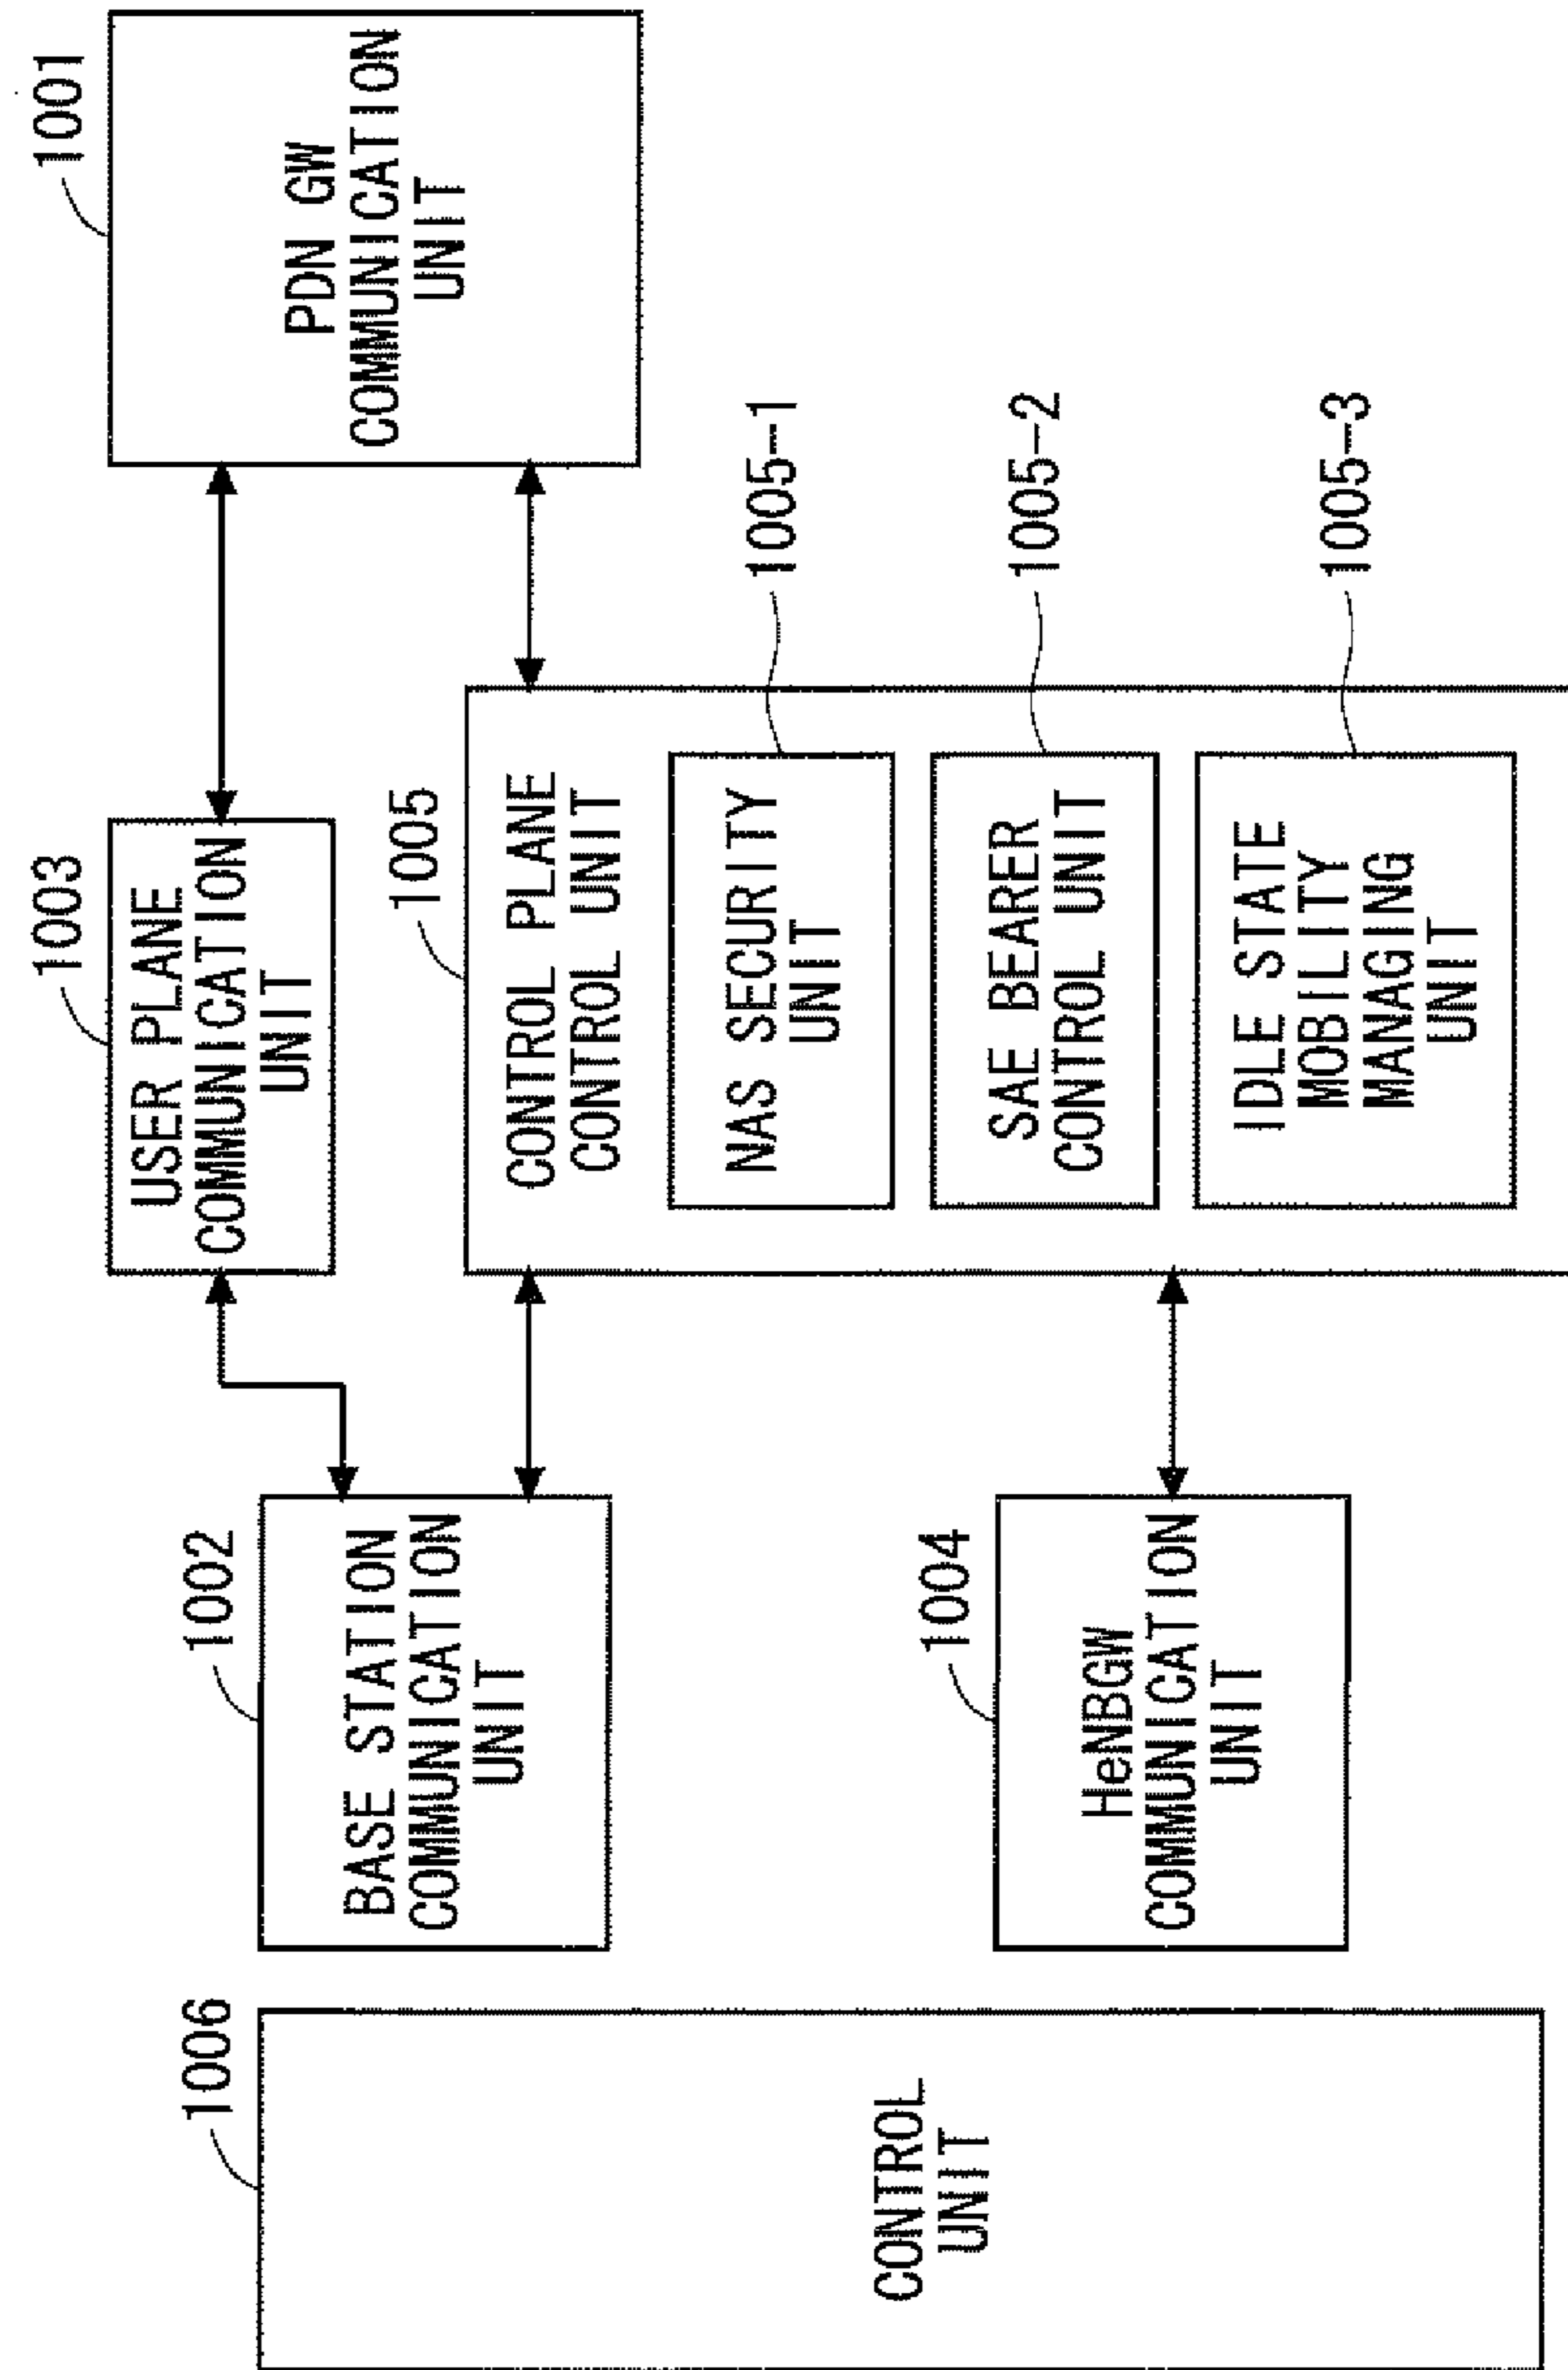 1006
CONTROL
UNIT
1002
BASE STATION
COMMUNICATION
UNIT
1004
HeNBGW
COMMUNICATION
UNIT
1003
USER PLANE
COMMUNICATION
UNIT
1005
CONTROL PLANE
CONTROL UNIT
NAS SECURITY
UNIT
1005-1
SAE BEARER
CONTROL UNIT
1005-2
IDLE STATE
MOBILITY
MANAGING
UNIT
1005-3
1001
PDN GW
COMMUNICATION
UNIT